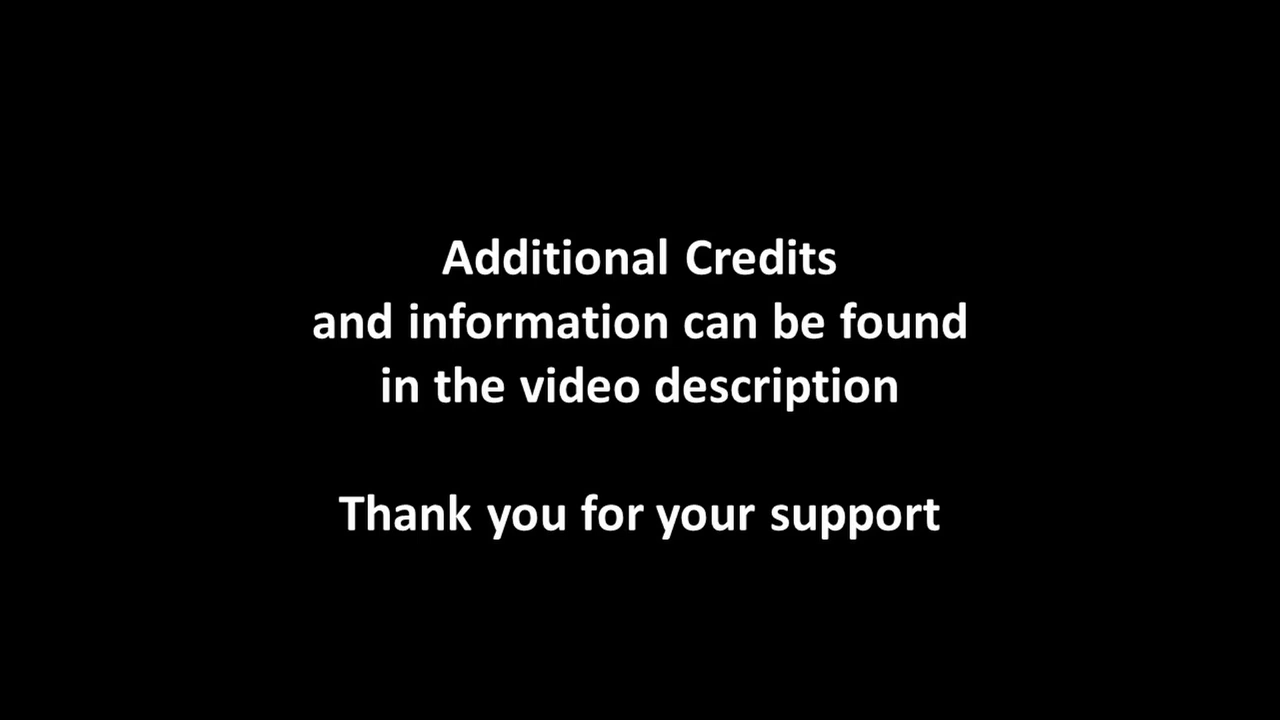 Additional Credits
and information can be found
in the video description
Thank you for your support